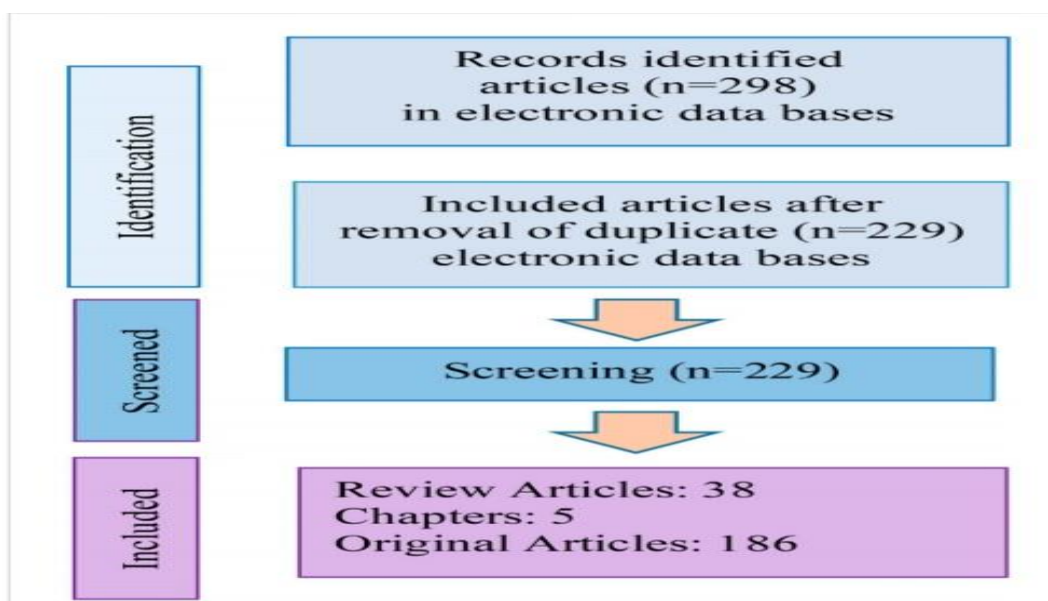 Identification
Records identified
articles (n=298)
in electronic data bases
Included articles after
removal of duplicate (n=229)
electronic data bases
Screened
Screening (n=229)
Included
Review Articles: 38
Chapters: 5
Original Articles: 186